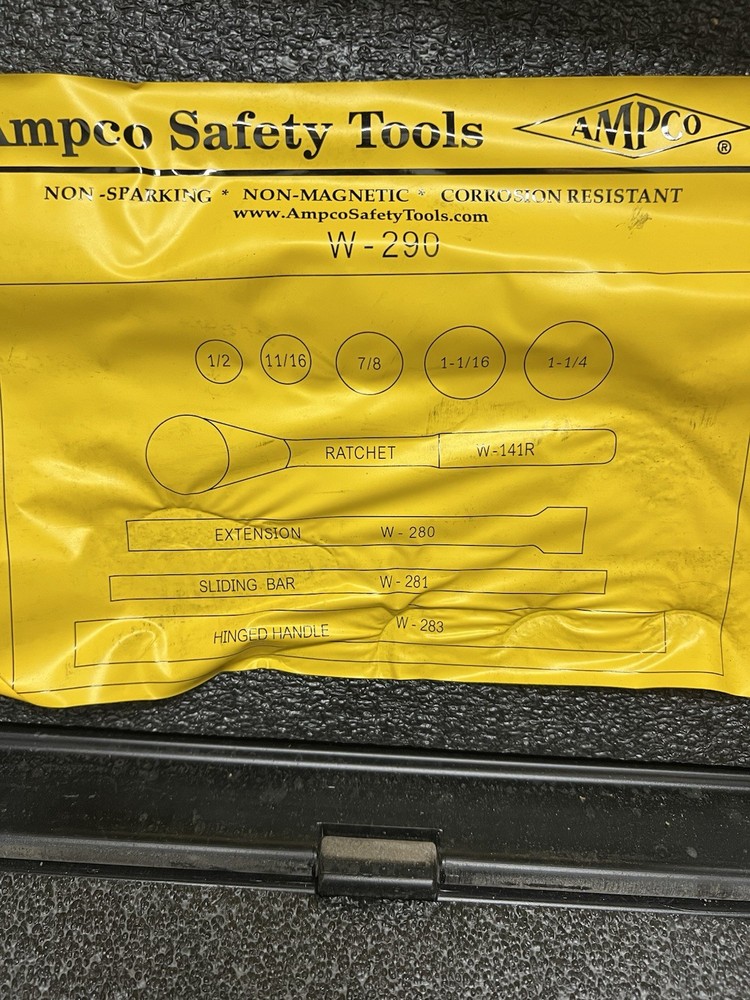 Ampco Safety Tools AMPCO ®
NON-SPARKING * NON-MAGNETIC * CORROSION RESISTANT
www.AmpcoSafetyTools.com
W-290
1/2 11/16 7/8 1-1/16 1-1/4
RATCHET W-141R
EXTENSION W-280
SLIDING BAR W-281
HINGED HANDLE W-283